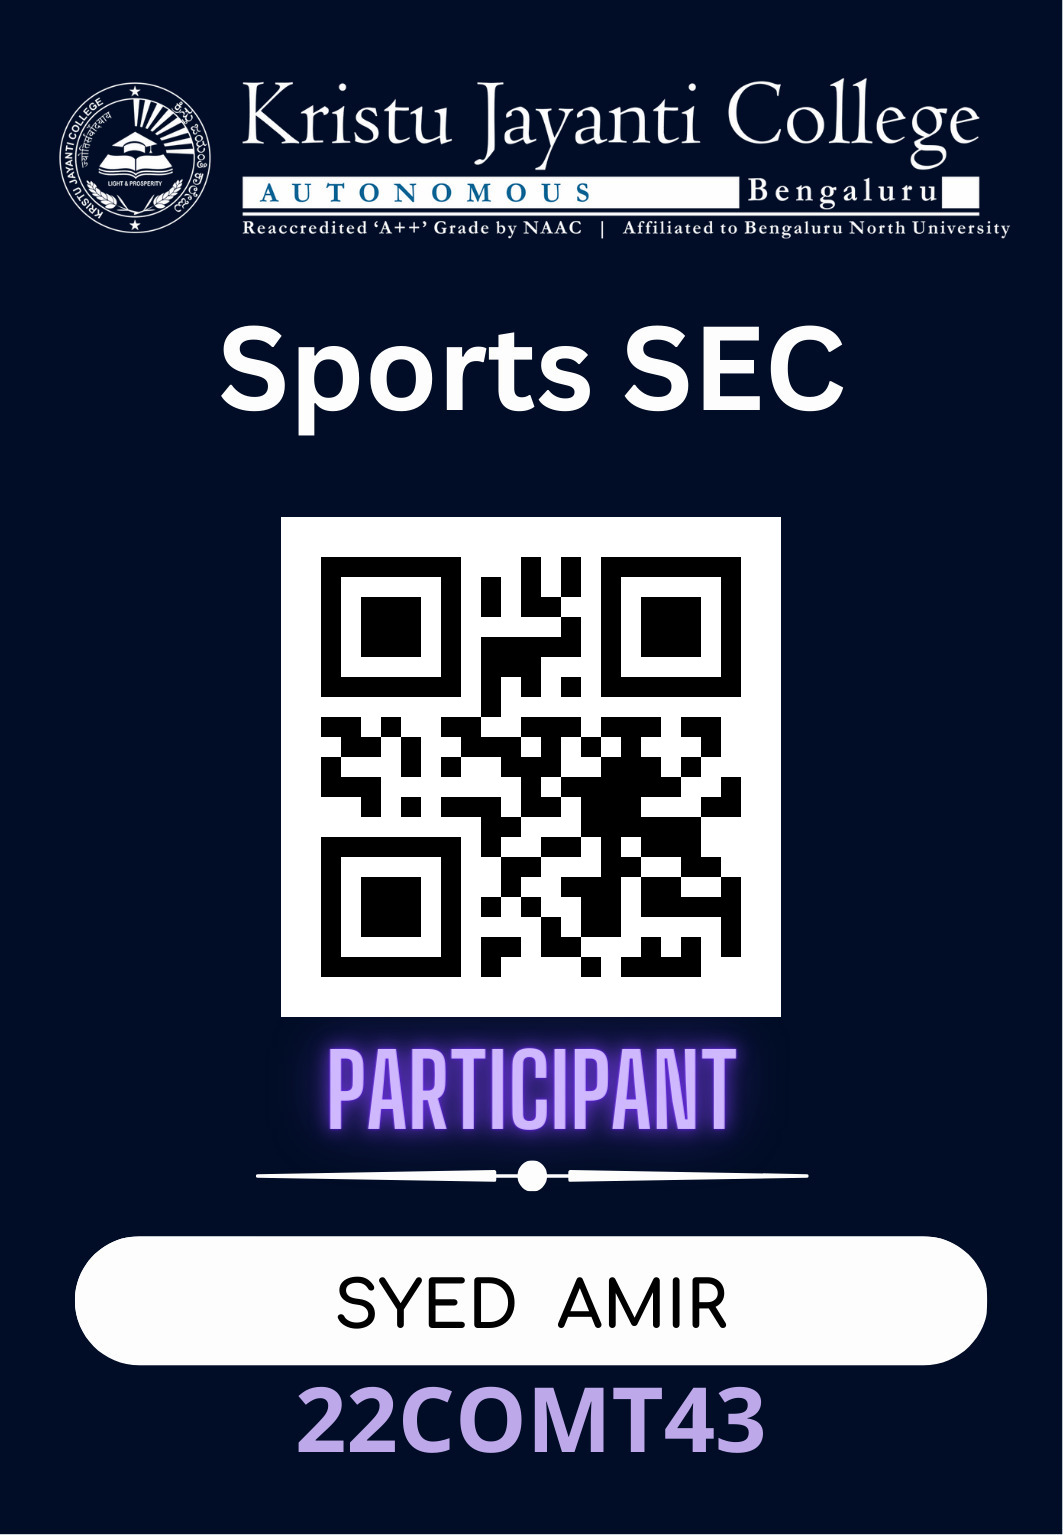 KRISTU JAYANTI COLLEGE
LIGHT & PROSPERITY
Kristu Jayanti College
AUTONOMOUS Bengaluru
Reaccredited ‘A++’ Grade by NAAC | Affiliated to Bengaluru North University
Sports SEC
PARTICIPANT
SYED AMIR
22COMT43